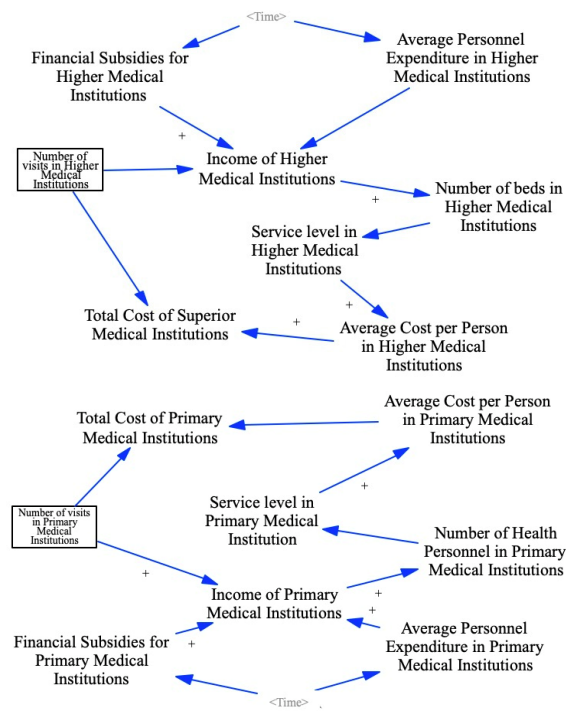 <Time>
Financial Subsidies for
Higher Medical
Institutions
Average Personnel
Expenditure in Higher
Medical Institutions
+
Number of
visits in Higher
Medical
Institutions
Income of Higher
Medical Institutions
+
Number of beds in
Higher Medical
Institutions
Service level in
Higher Medical
Institutions
+
Total Cost of Superior
Medical Institutions
+
Average Cost per Person
in Higher Medical
Institutions
Average Cost per Person
in Primary Medical
Institutions
Total Cost of Primary
Medical Institutions
+
Number of visits
in Primary
Medical
Institutions
Service level in
Primary Medical
Institution
Number of Health
Personnel in Primary
Medical Institutions
+
Income of Primary
Medical Institutions
+
+
Financial Subsidies for
Primary Medical
Institutions
+
Average Personnel
Expenditure in Primary
Medical Institutions
<Time>
.